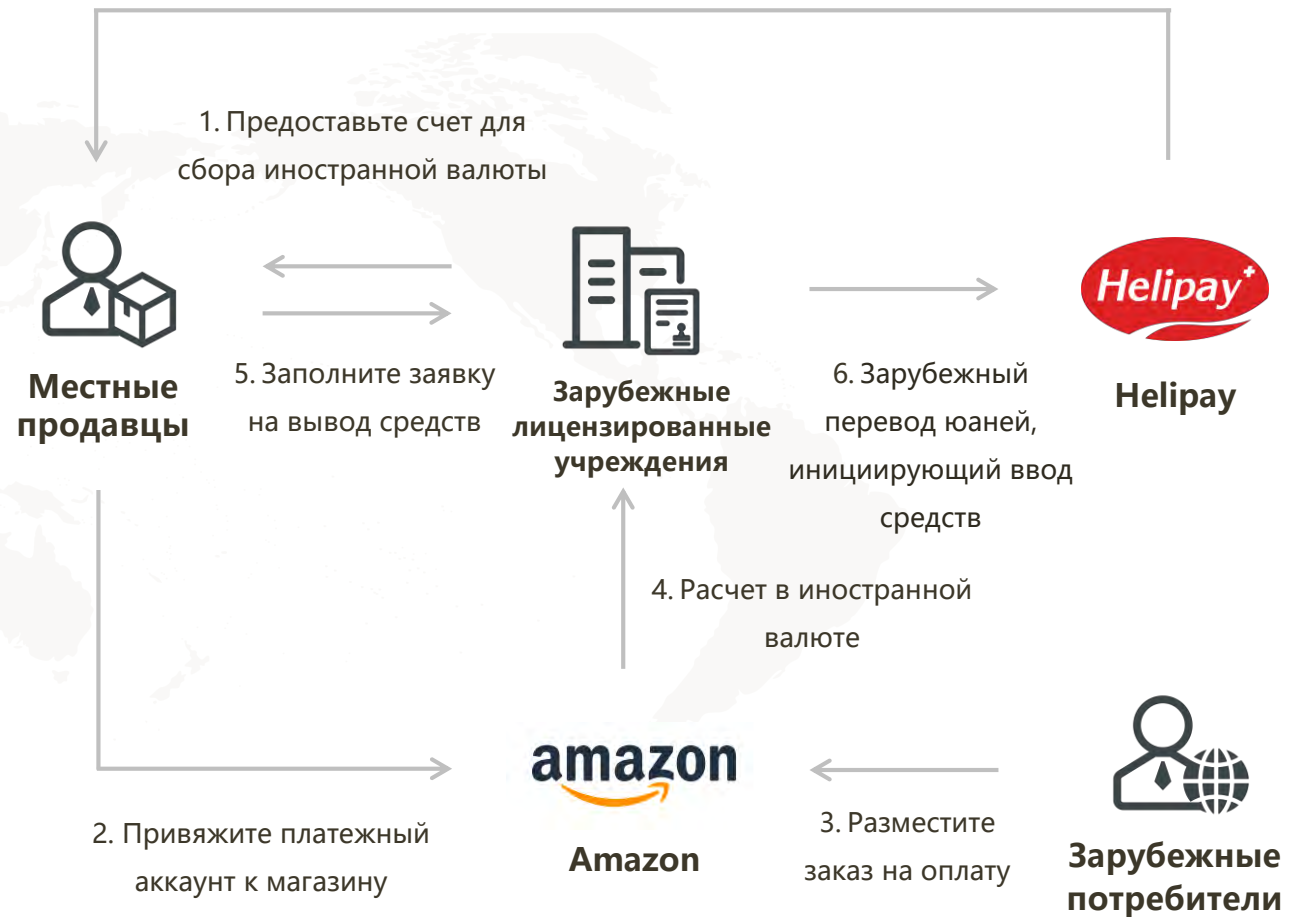 1. Предоставьте счет для
сбора иностранной валюты
Helipay+
Местные
продавцы
5. Заполните заявку
на вывод средств
Зарубежные
лицензированные
учреждения
6. Зарубежный
перевод юаней,
инициирующий ввод
средств
Helipay
4. Расчет в иностранной
валюте
amazon
Amazon
2. Привяжите платежный
аккаунт к магазину
3. Разместите
заказ на оплату
Зарубежные
потребители